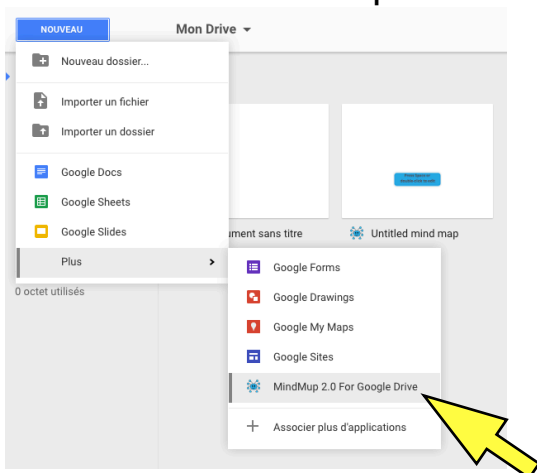 NOUVEAU
Mon Drive
Nouveau dossier...
Importer un fichier
Importer un dossier
Google Docs
Google Sheets
Google Slides
Plus
sans titre
Untitled mind map
0 octet utilisés
Google Forms
Google Drawings
Google My Maps
Google Sites
MindMup 2.0 For Google Drive
Associer plus d'applications